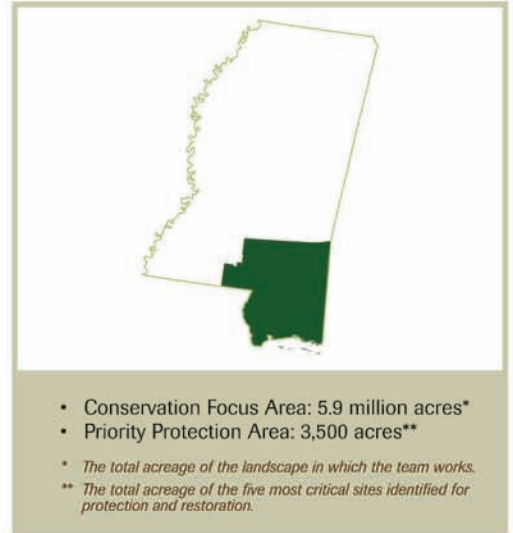 • Conservation Focus Area: 5.9 million acres*
• Priority Protection Area: 3,500 acres**
* The total acreage of the landscape in which the team works.
** The total acreage of the five most critical sites identified for
protection and restoration.